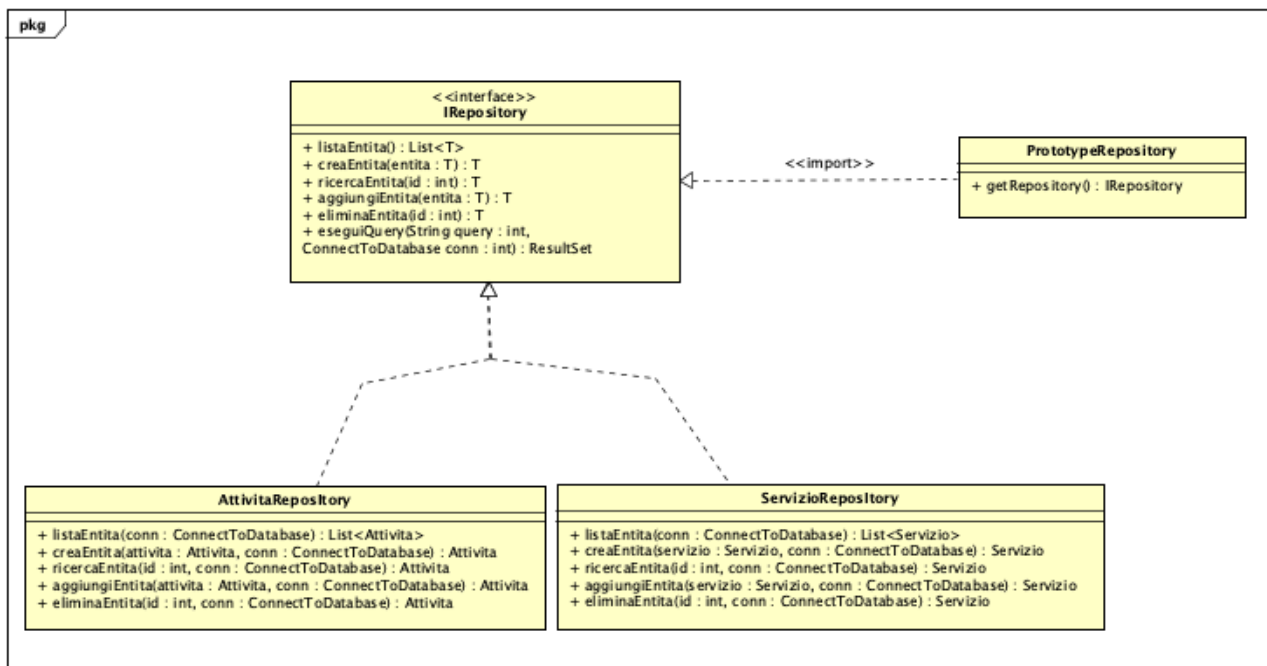 pkg
<<interface>>
IRepository
+ listaEntita() : List<T>
+ creaEntita(entita : T) : T
+ ricercaEntita(id : int) : T
+ aggiungiEntita(entita : T) : T
+ eliminaEntita(id : int) : T
+ eseguiQuery(String query : int,
ConnectToDatabase conn : int) : ResultSet
<<import>>
PrototypeRepository
+ getRepository() : IRepository
AttivitaRepository
+ listaEntita(conn : ConnectToDatabase) : List<Attivita>
+ creaEntita(attivita : Attivita, conn : ConnectToDatabase) : Attivita
+ ricercaEntita(id : int, conn : ConnectToDatabase) : Attivita
+ aggiungiEntita(attivita : Attivita, conn : ConnectToDatabase) : Attivita
+ eliminaEntita(id : int, conn : ConnectToDatabase) : Attivita
ServizioRepository
+ listaEntita(conn : ConnectToDatabase) : List<Servizio>
+ creaEntita(servizio : Servizio, conn : ConnectToDatabase) : Servizio
+ ricercaEntita(id : int, conn : ConnectToDatabase) : Servizio
+ aggiungiEntita(servizio : Servizio, conn : ConnectToDatabase) : Servizio
+ eliminaEntita(id : int, conn : ConnectToDatabase) : Servizio